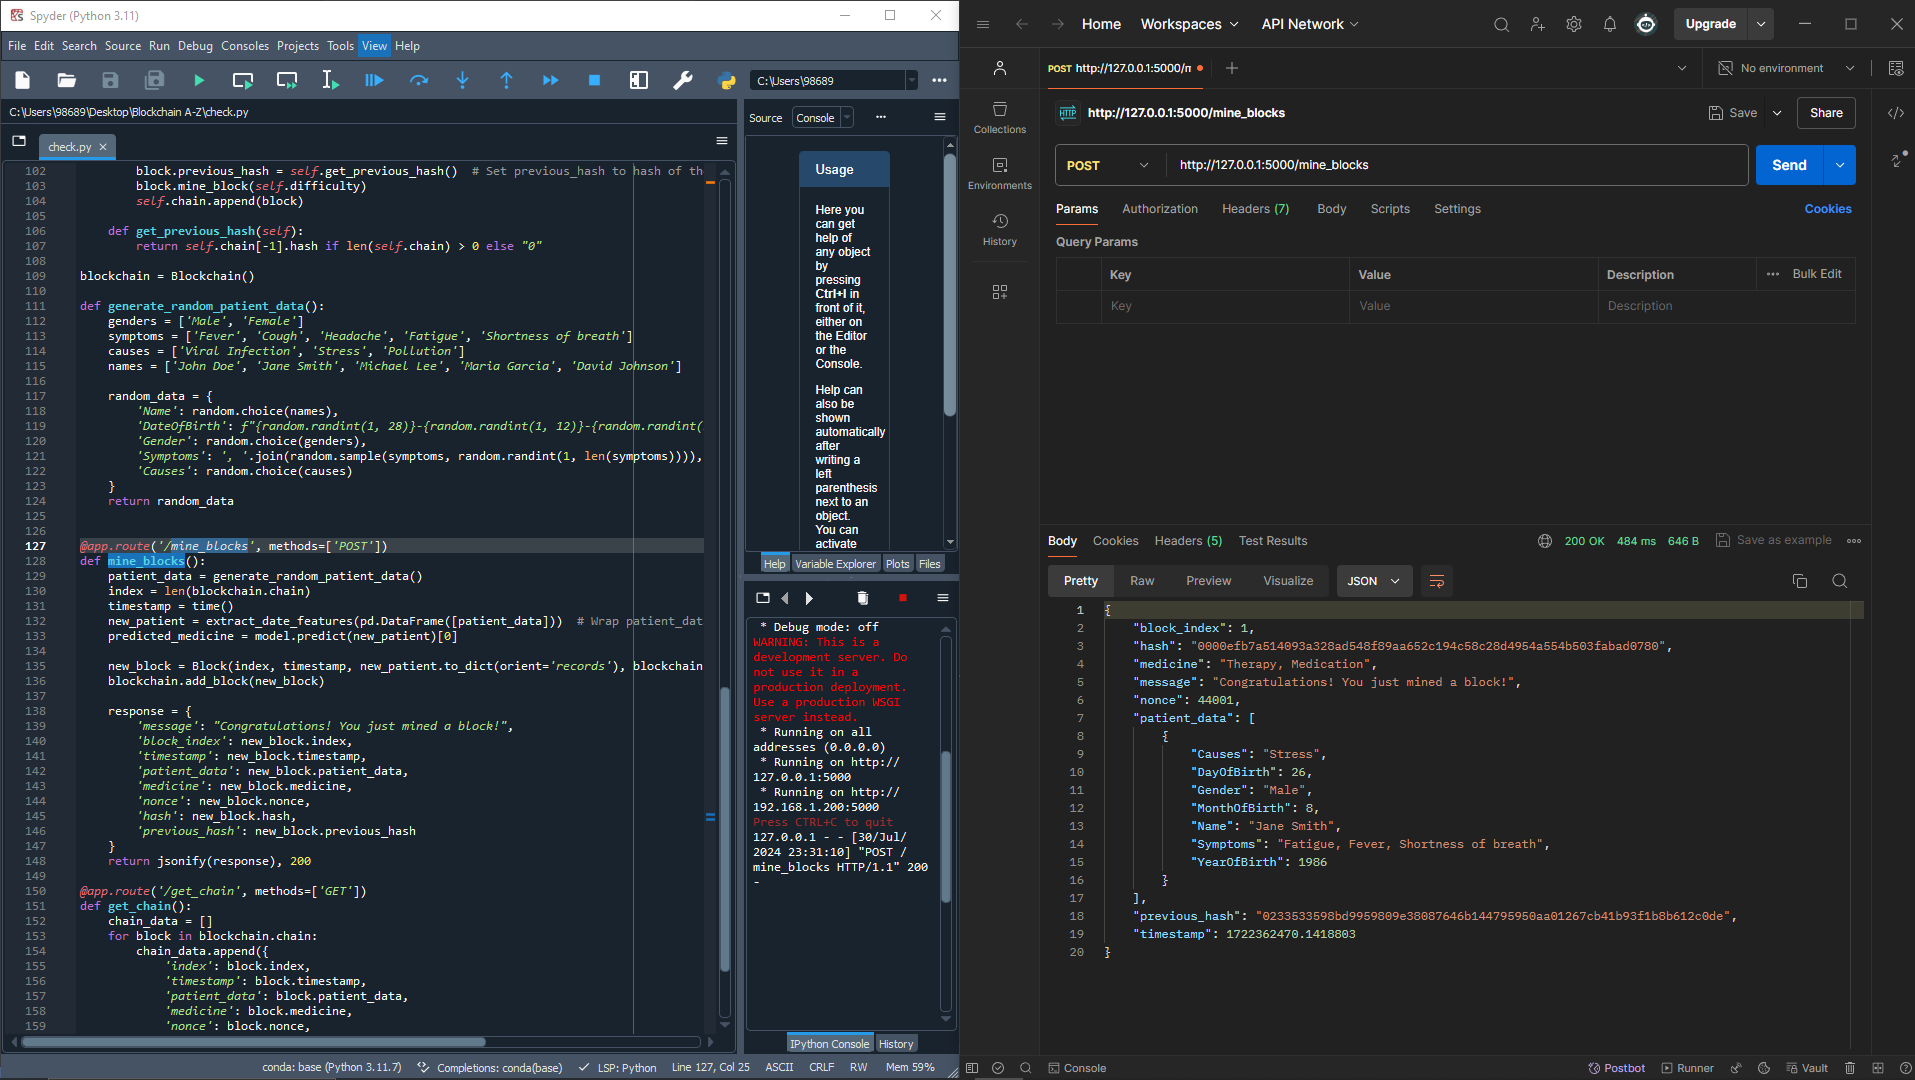 Spyder (Python 3.11)
File Edit Search Source Run Debug Consoles Projects Tools View Help
C:\Users\98689
C:\Users\98689\Desktop\Blockchain A-Z\check.py
check.py
102 block.previous_hash = self.get_previous_hash()  # Set previous_hash to hash of th
103 block.mine_block(self.difficulty)
104 self.chain.append(block)
105
106 def get_previous_hash(self):
107 return self.chain[-1].hash if len(self.chain) > 0 else "0"
108
109 blockchain = Blockchain()
110
111 def generate_random_patient_data():
112 genders = ['Male', 'Female']
113 symptoms = ['Fever', 'Cough', 'Headache', 'Fatigue', 'Shortness of breath']
114 causes = ['Viral Infection', 'Stress', 'Pollution']
115 names = ['John Doe', 'Jane Smith', 'Michael Lee', 'Maria Garcia', 'David Johnson']
116
117 random_data = {
118 'Name': random.choice(names),
119 'DateOfBirth': f"{random.randint(1, 28)}-{random.randint(1, 12)}-{random.randint(
120 'Gender': random.choice(genders),
121 'Symptoms': ', '.join(random.sample(symptoms, random.randint(1, len(symptoms)))),
122 'Causes': random.choice(causes)
123 }
124 return random_data
125
126
127 @app.route('/mine_blocks', methods=['POST'])
128 def mine_blocks():
129 patient_data = generate_random_patient_data()
130 index = len(blockchain.chain)
131 timestamp = time()
132 new_patient = extract_date_features(pd.DataFrame([patient_data]))  # Wrap patient_dat
133 predicted_medicine = model.predict(new_patient)[0]
134
135 new_block = Block(index, timestamp, new_patient.to_dict(orient='records'), blockchain
136 blockchain.add_block(new_block)
137
138 response = {
139 'message': "Congratulations! You just mined a block!",
140 'block_index': new_block.index,
141 'timestamp': new_block.timestamp,
142 'patient_data': new_block.patient_data,
143 'medicine': new_block.medicine,
144 'nonce': new_block.nonce,
145 'hash': new_block.hash,
146 'previous_hash': new_block.previous_hash
147 }
148 return jsonify(response), 200
149
150 @app.route('/get_chain', methods=['GET'])
151 def get_chain():
152 chain_data = []
153 for block in blockchain.chain:
154 chain_data.append({
155 'index': block.index,
156 'timestamp': block.timestamp,
157 'patient_data': block.patient_data,
158 'medicine': block.medicine,
159 'nonce': block.nonce,
Source Console
Usage
Here you
can get
help of
any object
by
pressing
Ctrl+I in
front of it,
either on
the Editor
or the
Console.
Help can
also be
shown
automatically
after
writing a
left
parenthesis
next to an
object.
You can
activate
Help Variable Explorer Plots Files
* Debug mode: off
WARNING: This is a
development server. Do
not use it in a
production deployment.
Use a production WSGI
server instead.
* Running on all
addresses (0.0.0.0)
* Running on http://
127.0.0.1:5000
* Running on http://
192.168.1.200:5000
Press CTRL+C to quit
127.0.0.1 - - [30/Jul/
2024 23:31:10] "POST /
mine_blocks HTTP/1.1" 200
-
IPython Console History
conda: base (Python 3.11.7) Completions: conda(base) LSP: Python Line 127, Col 25 ASCII CRLF RW Mem 59%
Home Workspaces API Network Upgrade
POST http://127.0.0.1:5000/m No environment
Collections
Environments
History
HTTP http://127.0.0.1:5000/mine_blocks Save Share
POST http://127.0.0.1:5000/mine_blocks Send
Params Authorization Headers (7) Body Scripts Settings Cookies
Query Params
Key Value Description Bulk Edit
Key Value Description
Body Cookies Headers (5) Test Results 200 OK 484 ms 646 B Save as example
Pretty Raw Preview Visualize JSON
1 {
2 "block_index": 1,
3 "hash": "0000efb7a514093a328ad548f89aa652c194c58c28d4954a554b503fabad0780",
4 "medicine": "Therapy, Medication",
5 "message": "Congratulations! You just mined a block!",
6 "nonce": 44001,
7 "patient_data": [
8 {
9 "Causes": "Stress",
10 "DayOfBirth": 26,
11 "Gender": "Male",
12 "MonthOfBirth": 8,
13 "Name": "Jane Smith",
14 "Symptoms": "Fatigue, Fever, Shortness of breath",
15 "YearOfBirth": 1986
16 }
17 ],
18 "previous_hash": "0233533598bd9959809e38087646b144795950aa01267cb41b93f1b8b612c0de",
19 "timestamp": 1722362470.1418803
20 }
Console Postbot Runner Vault